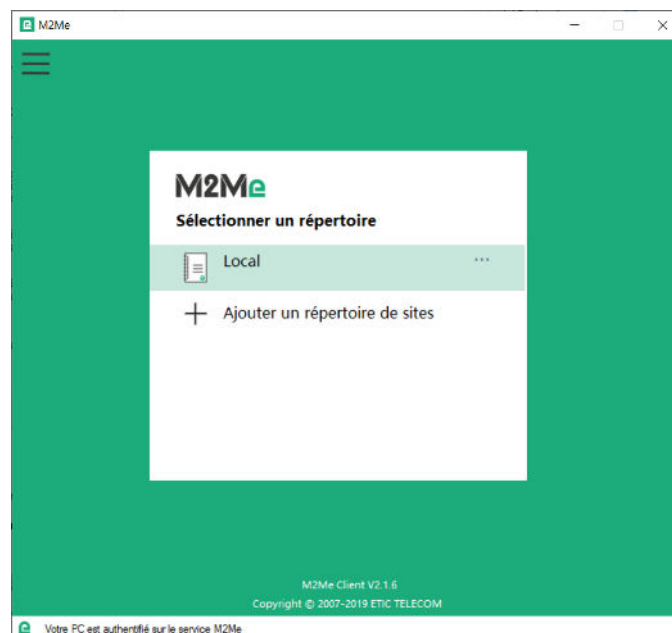 M2Me
M2Me
Sélectionner un répertoire
Local
Ajouter un répertoire de sites
M2Me Client V2.1.6
Copyright © 2007-2019 ETIC TELECOM
Votre PC est authentifié sur le service M2Me